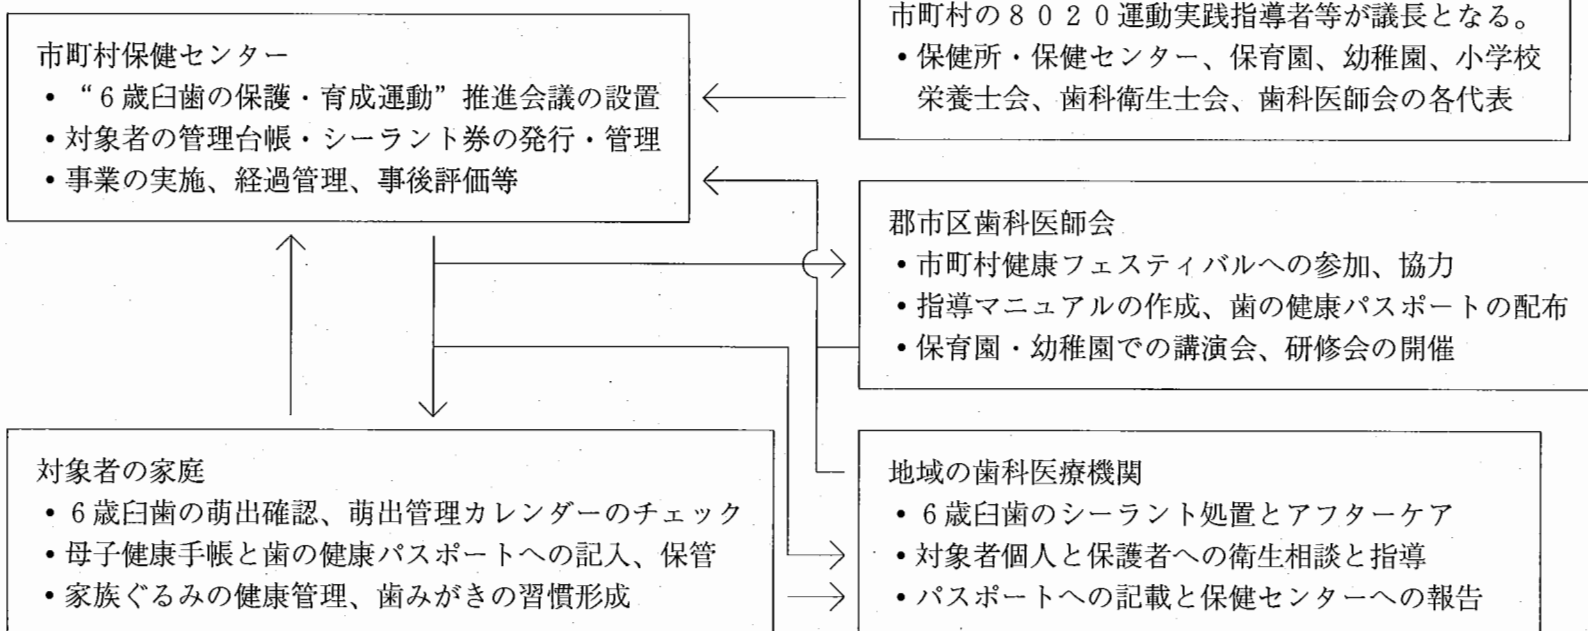 市町村の8020運動実践指導者等が議長となる。
・保健所・保健センター、保育園、幼稚園、小学校
栄養士会、歯科衛生士会、歯科医師会の各代表
市町村保健センター
・“6歳臼歯の保護・育成運動”推進会議の設置
・対象者の管理台帳・シーラント券の発行・管理
・事業の実施、経過管理、事後評価等
郡市区歯科医師会
・市町村健康フェスティバルへの参加、協力
・指導マニュアルの作成、歯の健康パスポートの配布
・保育園・幼稚園での講演会、研修会の開催
対象者の家庭
・6歳臼歯の萌出確認、萌出管理カレンダーのチェック
・母子健康手帳と歯の健康パスポートへの記入、保管
・家族ぐるみの健康管理、歯みがきの習慣形成
地域の歯科医療機関
・6歳臼歯のシーラント処置とアフターケア
・対象者個人と保護者への衛生相談と指導
・パスポートへの記載と保健センターへの報告